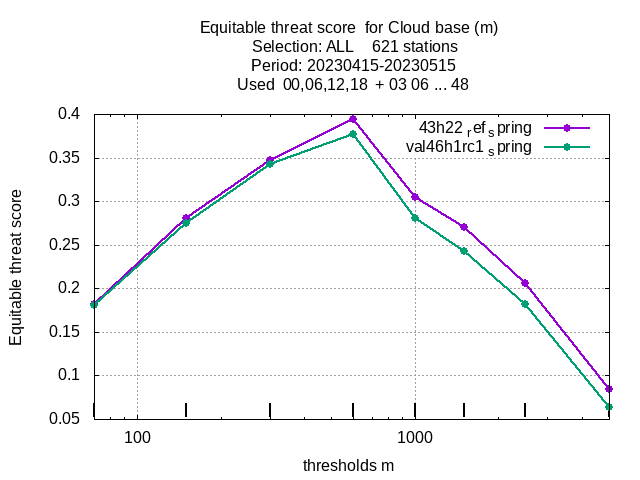 Equitable threat score  for Cloud base (m)
Selection: ALL    621 stations
Period: 20230415-20230515
Used  00,06,12,18  + 03 06 ... 48
43h22 ref spring
val46h1rc1 spring
0.4
0.35
0.3
0.25
0.2
0.15
0.1
0.05
Equitable threat score
100
1000
thresholds m